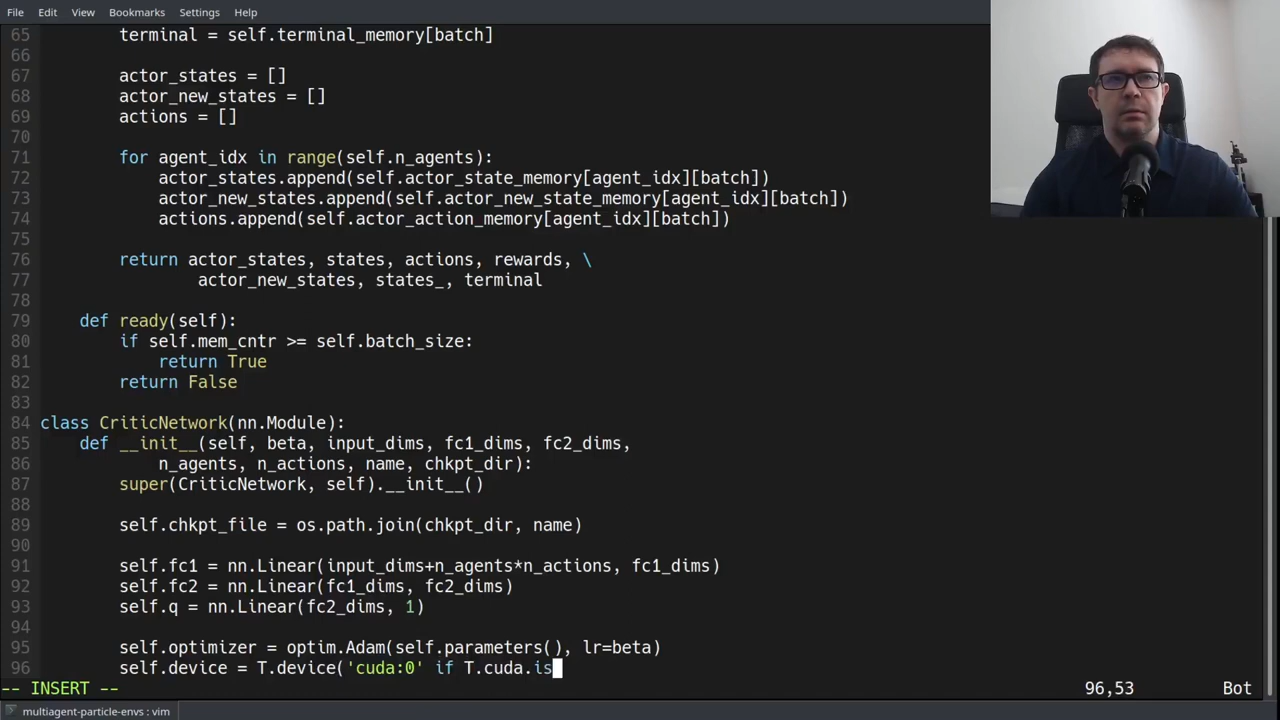 File Edit View Bookmarks Settings Help
65 terminal = self.terminal_memory[batch]
66
67 actor_states = []
68 actor_new_states = []
69 actions = []
70
71 for agent_idx in range(self.n_agents):
72 actor_states.append(self.actor_state_memory[agent_idx][batch])
73 actor_new_states.append(self.actor_new_state_memory[agent_idx][batch])
74 actions.append(self.actor_action_memory[agent_idx][batch])
75
76 return actor_states, states, actions, rewards, \
77 actor_new_states, states_, terminal
78
79 def ready(self):
80 if self.mem_cntr >= self.batch_size:
81 return True
82 return False
83
84 class CriticNetwork(nn.Module):
85 def __init__(self, beta, input_dims, fc1_dims, fc2_dims,
86 n_agents, n_actions, name, chkpt_dir):
87 super(CriticNetwork, self).__init__()
88
89 self.chkpt_file = os.path.join(chkpt_dir, name)
90
91 self.fc1 = nn.Linear(input_dims+n_agents*n_actions, fc1_dims)
92 self.fc2 = nn.Linear(fc1_dims, fc2_dims)
93 self.q = nn.Linear(fc2_dims, 1)
94
95 self.optimizer = optim.Adam(self.parameters(), lr=beta)
96 self.device = T.device('cuda:0' if T.cuda.is
-- INSERT -- 96,53 Bot
multiagent-particle-envs : vim